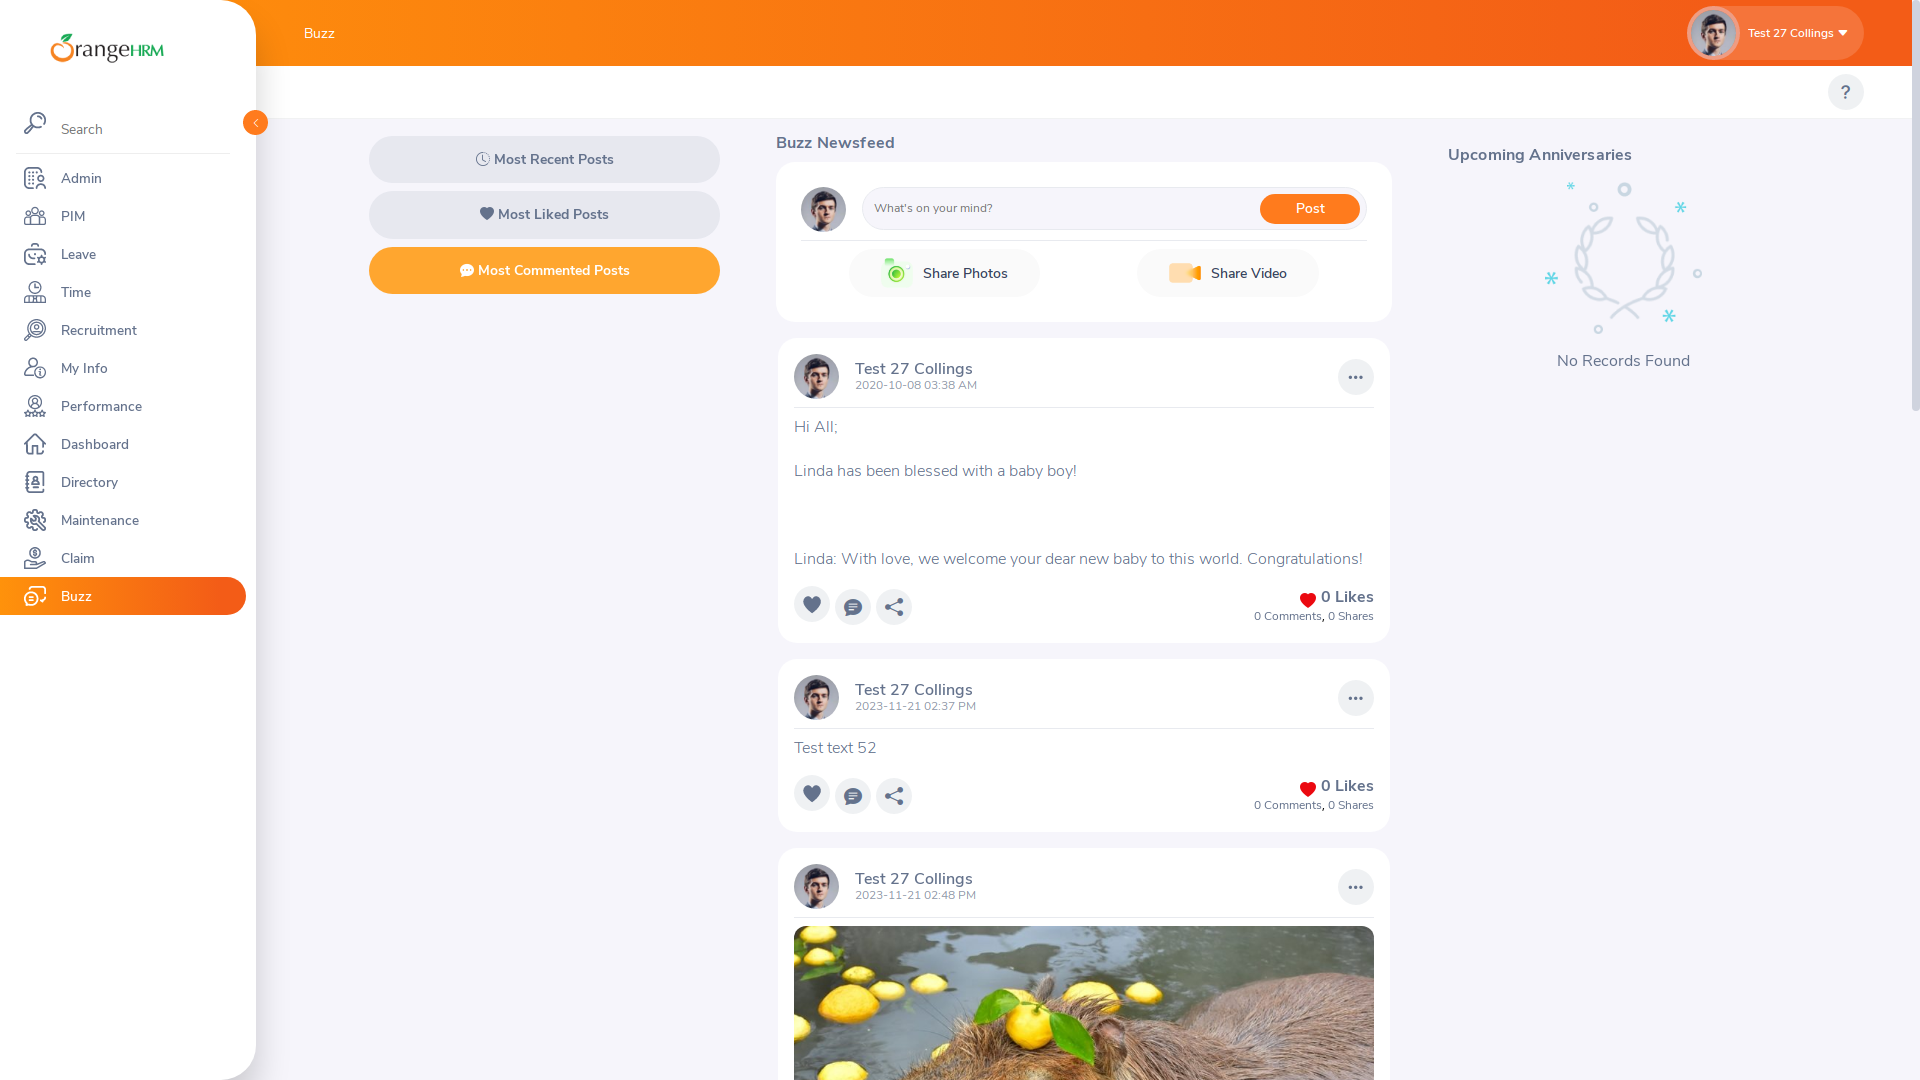 OrangeHRM
Search
Admin
PIM
Leave
Time
Recruitment
My Info
Performance
Dashboard
Directory
Maintenance
Claim
Buzz
Buzz
Test 27 Collings
?
Most Recent Posts
Most Liked Posts
Most Commented Posts
Buzz Newsfeed
What's on your mind?
Post
Share Photos
Share Video
Test 27 Collings
2020-10-08 03:38 AM
Hi All;
Linda has been blessed with a baby boy!
Linda: With love, we welcome your dear new baby to this world. Congratulations!
0 Likes
0 Comments, 0 Shares
Test 27 Collings
2023-11-21 02:37 PM
Test text 52
0 Likes
0 Comments, 0 Shares
Test 27 Collings
2023-11-21 02:48 PM
Upcoming Anniversaries
No Records Found